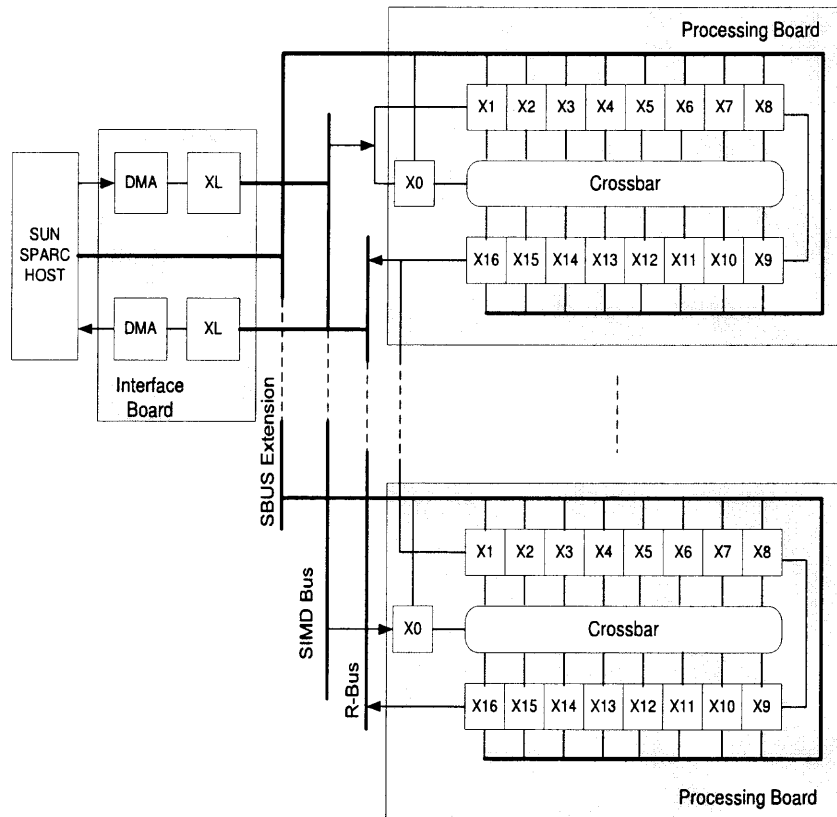 Processing Board
X1 X2 X3 X4 X5 X6 X7 X8
DMA
XL
X0
Crossbar
SUN
SPARC
HOST
X16 X15 X14 X13 X12 X11 X10 X9
DMA
XL
Interface
Board
SBUS Extension
SIMD Bus
R-Bus
X1 X2 X3 X4 X5 X6 X7 X8
X0
Crossbar
X16 X15 X14 X13 X12 X11 X10 X9
Processing Board